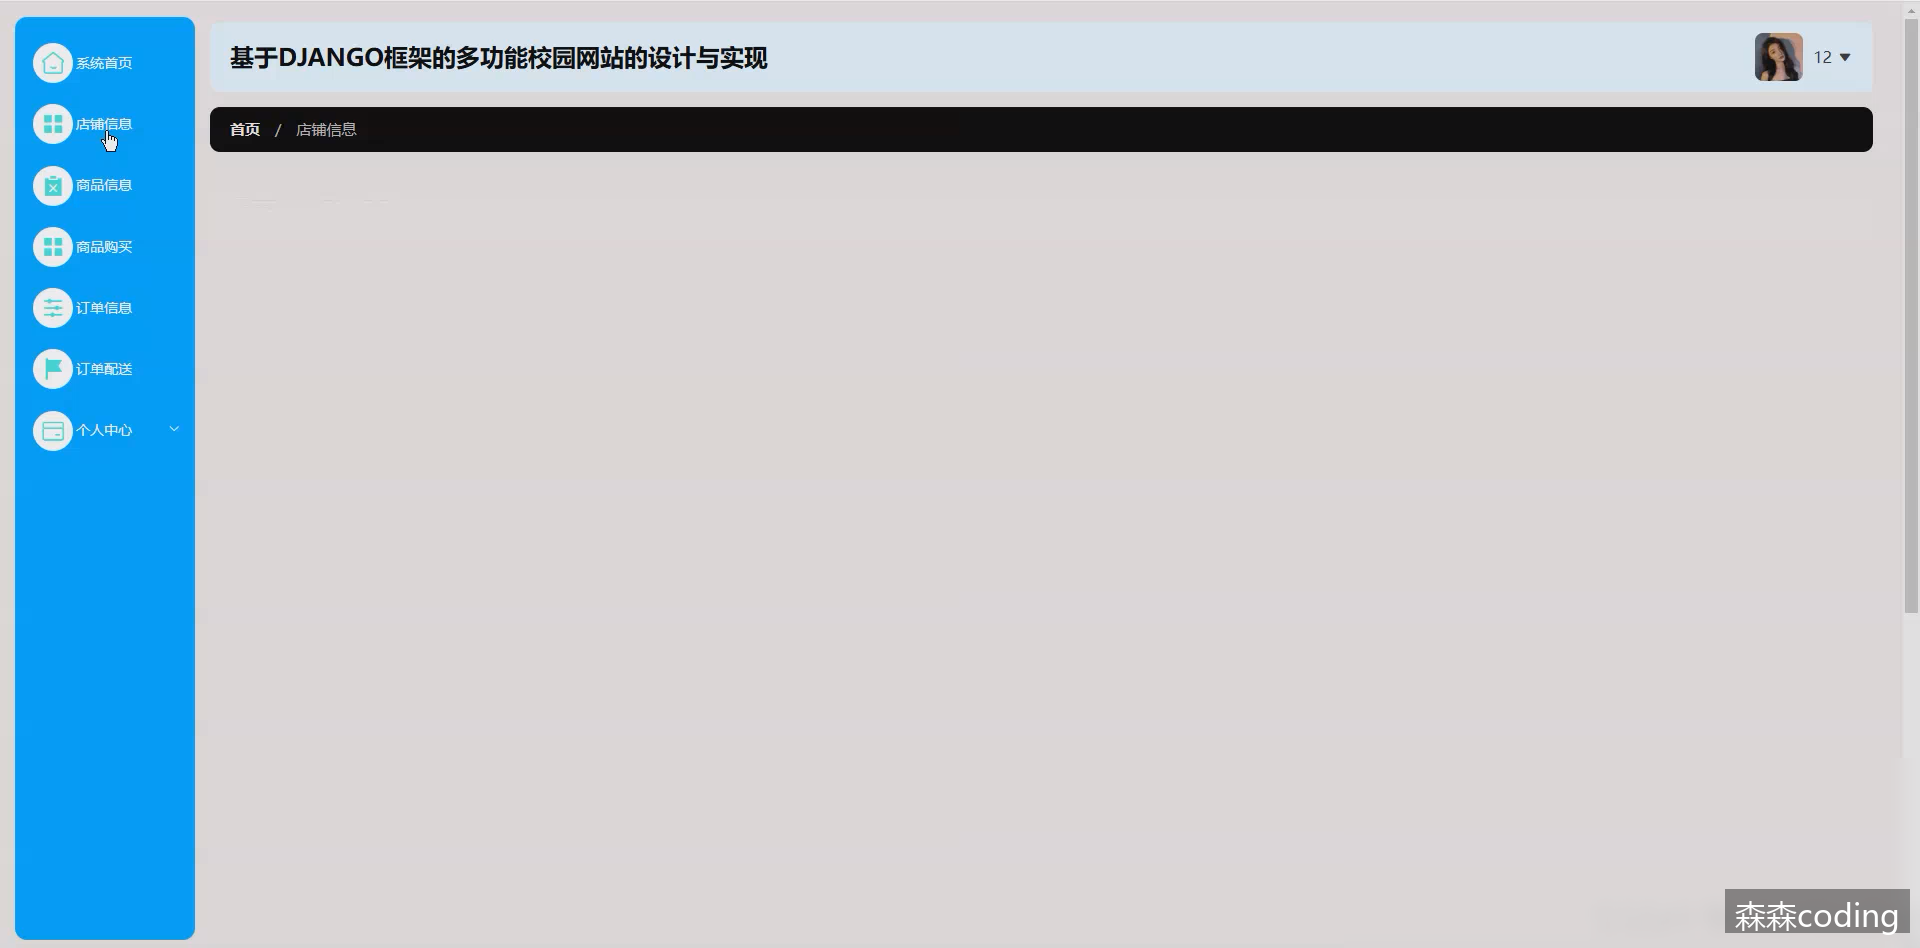 系统首页
店铺信息
商品信息
商品购买
订单信息
订单配送
个人中心
基于DJANGO框架的多功能校园网站的设计与实现
12
首页 / 店铺信息
森森coding